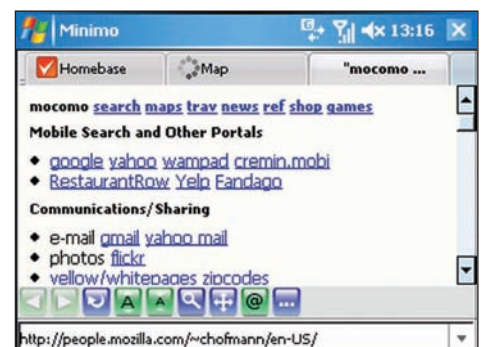 Minimo 13:16
Homebase Map "mocomo ...
mocomo search maps trav news ref shop games
Mobile Search and Other Portals
google yahoo wampad cremin.mobi
RestaurantRow Yelp Fandago
Communications/Sharing
e-mail gmail yahoo mail
photos flickr
yellow/whitepages zipcodes
A A @ ...
http://people.mozilla.com/~chofmann/en-US/